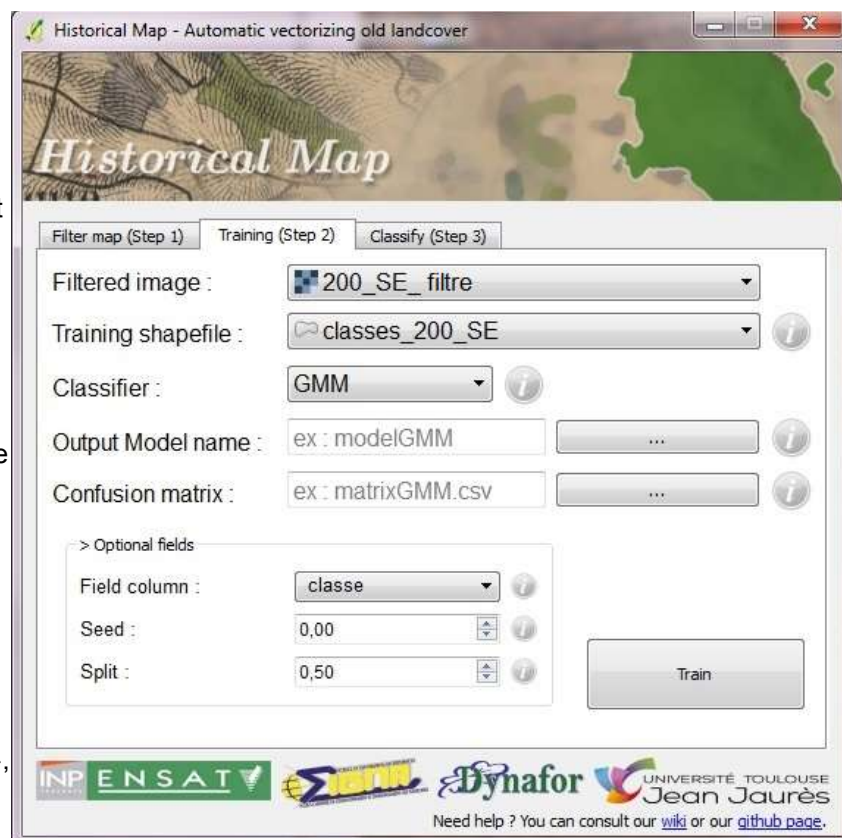 Historical Map - Automatic vectorizing old landcover
Historical Map
Filter map (Step 1) Training (Step 2) Classify (Step 3)
Filtered image : 200_SE_ filtre
Training shapefile : classes_200_SE
Classifier : GMM
Output Model name : ex : modelGMM ...
Confusion matrix : ex : matrixGMM.csv ...
> Optional fields
Field column : classe
Seed : 0,00
Split : 0,50
Train
INP ENSAT
SIGMA
Dynafor
UNIVERSITÉ TOULOUSE
Jean Jaurès
Need help ? You can consult our wiki or our github page.